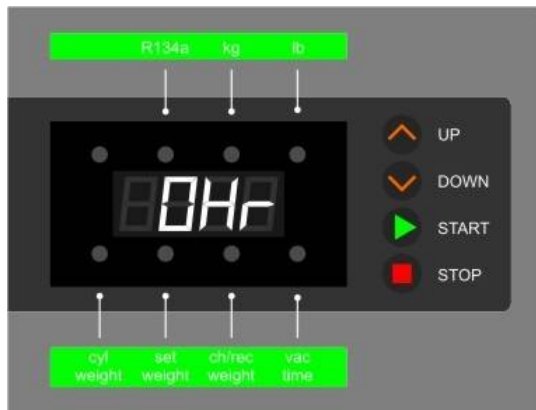 R134a kg lb
UP
DOWN
0Hr
START
STOP
cyl set ch/rec vac
weight weight weight time